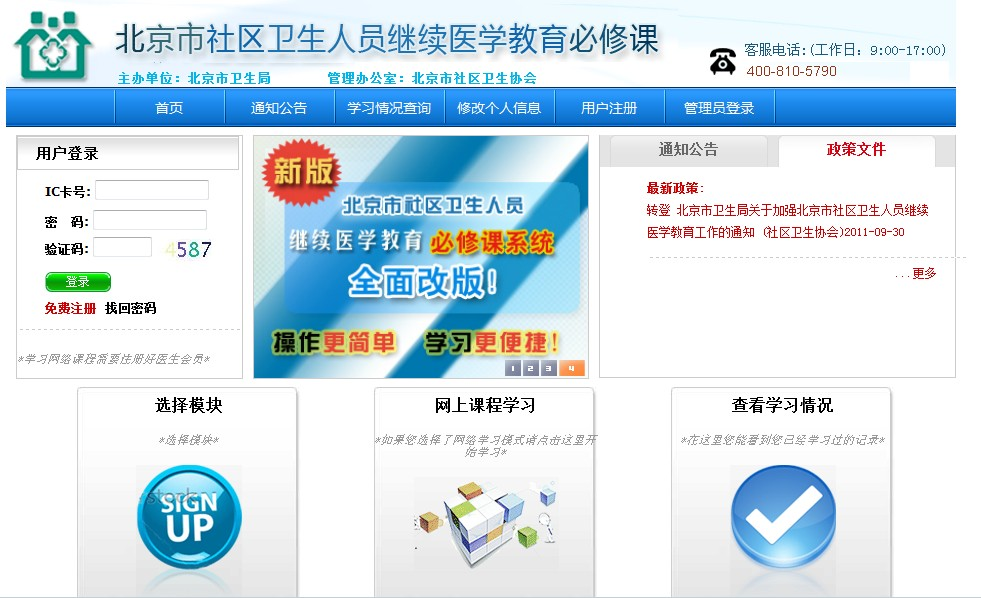 北京市社区卫生人员继续医学教育必修课
主办单位：北京市卫生局 管理办公室：北京市社区卫生协会
客服电话:(工作日：9:00-17:00)
400-810-5790
首页 通知公告 学习情况查询 修改个人信息 用户注册 管理员登录
用户登录
IC卡号:
密 码:
验证码: 4587
登录
免费注册 找回密码
*学习网络课程需要注册好医生会员*
新版
北京市社区卫生人员
继续医学教育 必修课系统
全面改版!
操作更简单 学习更便捷!
1 2 3 4
通知公告 政策文件
最新政策:
转登 北京市卫生局关于加强北京市社区卫生人员继续
医学教育工作的通知 (社区卫生协会)2011-09-30
...更多
选择模块
*选择模块*
stock
SIGN
UP
网上课程学习
*如果您选择了网络学习模式请点击这里开
始学习*
查看学习情况
*在这里您能看到您已经学习过的记录*